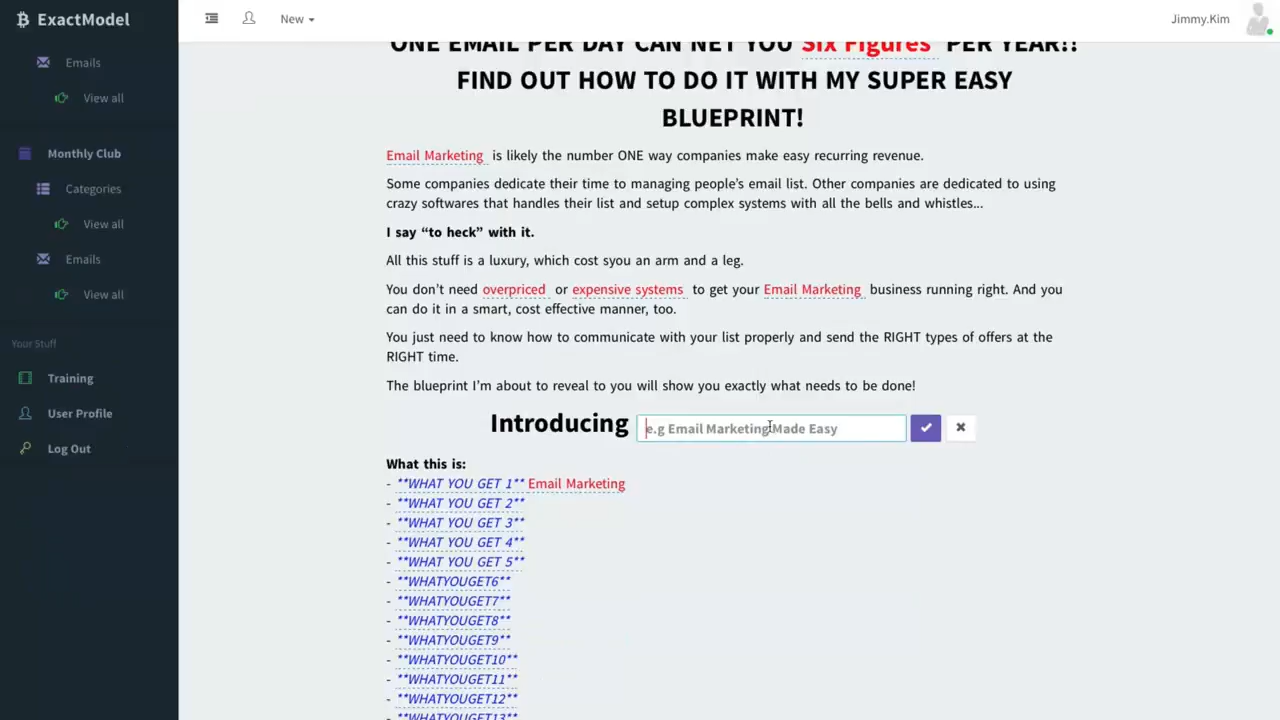 ExactModel
New
Jimmy.Kim
Emails
View all
Monthly Club
Categories
View all
Emails
View all
Your Stuff
Training
User Profile
Log Out
ONE EMAIL PER DAY CAN NET YOU Six Figures PER YEAR!!
FIND OUT HOW TO DO IT WITH MY SUPER EASY
BLUEPRINT!
Email Marketing is likely the number ONE way companies make easy recurring revenue.
Some companies dedicate their time to managing people’s email list. Other companies are dedicated to using
crazy softwares that handles their list and setup complex systems with all the bells and whistles...
I say “to heck” with it.
All this stuff is a luxury, which cost syou an arm and a leg.
You don’t need overpriced or expensive systems to get your Email Marketing business running right. And you
can do it in a smart, cost effective manner, too.
You just need to know how to communicate with your list properly and send the RIGHT types of offers at the
RIGHT time.
The blueprint I’m about to reveal to you will show you exactly what needs to be done!
Introducing e.g Email Marketing Made Easy
What this is:
- **WHAT YOU GET 1** Email Marketing
- **WHAT YOU GET 2**
- **WHAT YOU GET 3**
- **WHAT YOU GET 4**
- **WHAT YOU GET 5**
- **WHATYOUGET6**
- **WHATYOUGET7**
- **WHATYOUGET8**
- **WHATYOUGET9**
- **WHATYOUGET10**
- **WHATYOUGET11**
- **WHATYOUGET12**
- **WHATYOUGET13**